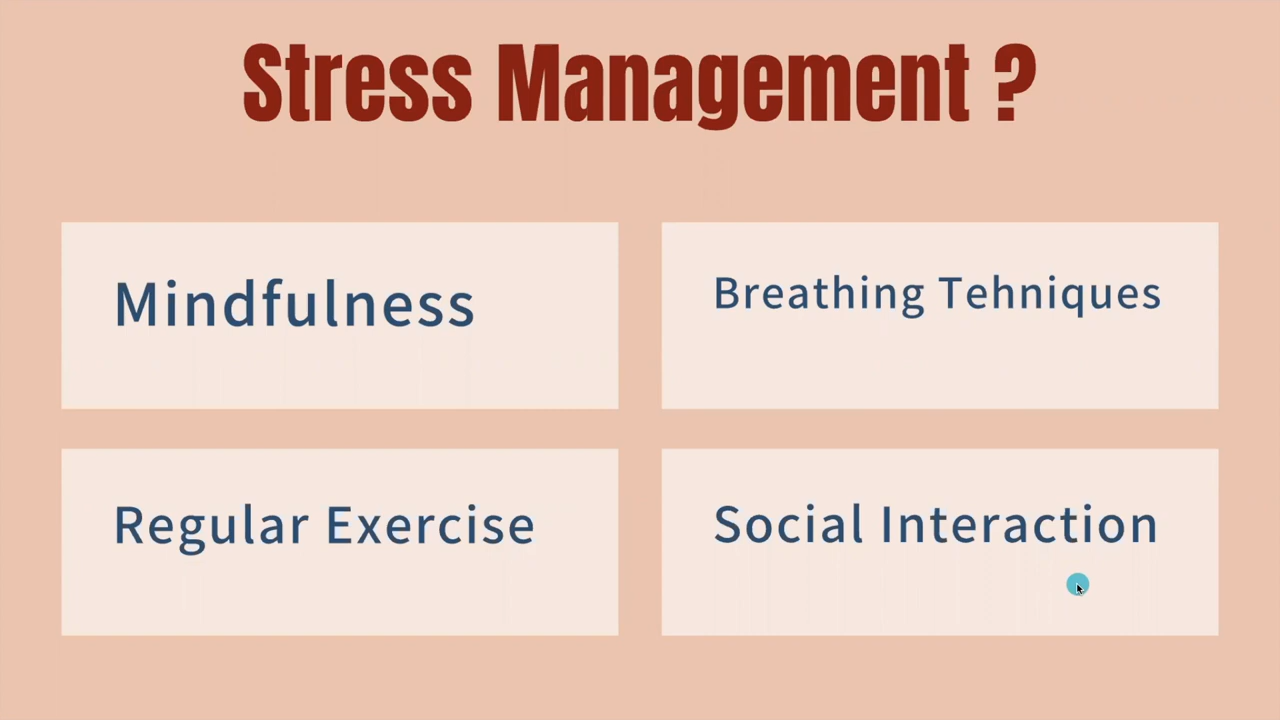 Stress Management ?
Mindfulness
Breathing Tehniques
Regular Exercise
Social Interaction